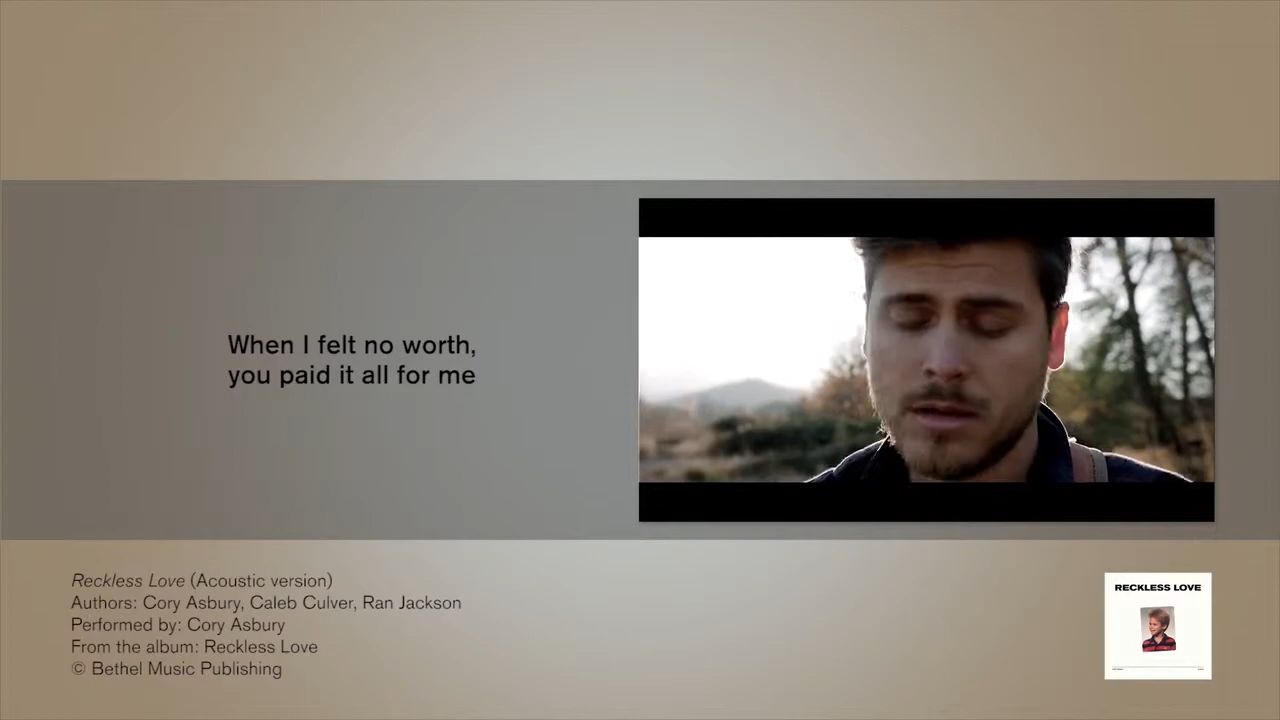 When I felt no worth,
you paid it all for me
Reckless Love (Acoustic version)
Authors: Cory Asbury, Caleb Culver, Ran Jackson
Performed by: Cory Asbury
From the album: Reckless Love
© Bethel Music Publishing
RECKLESS LOVE